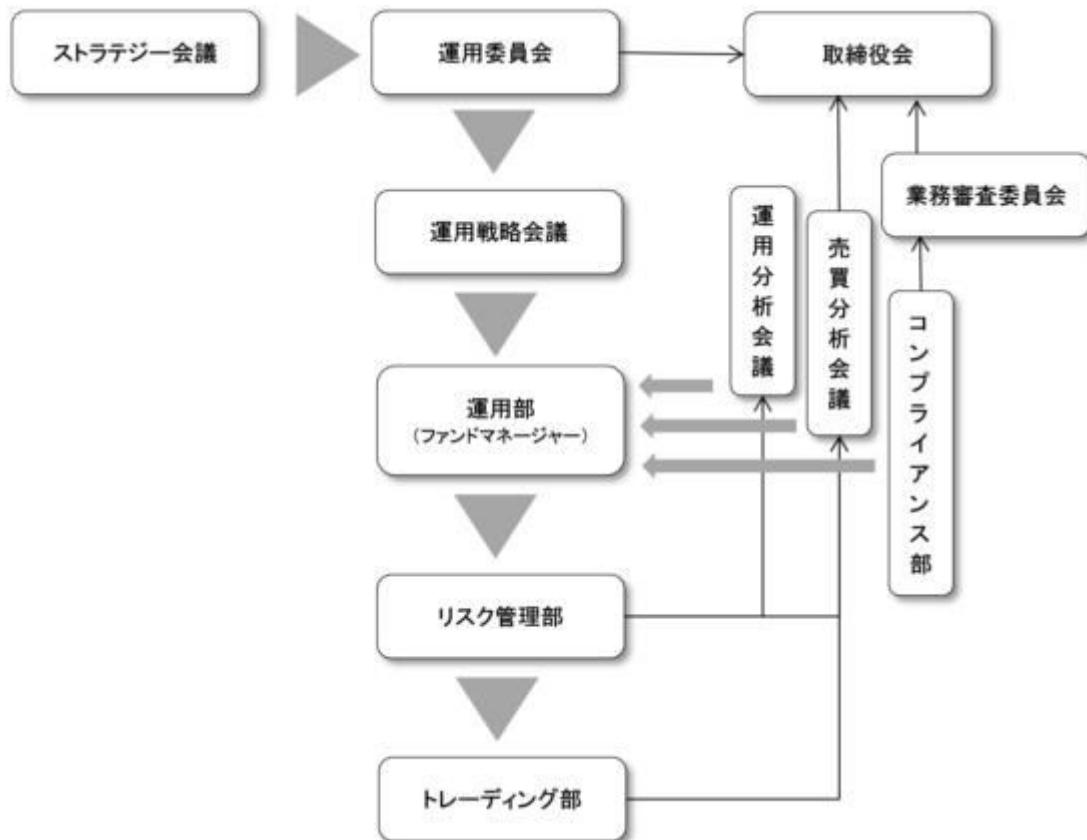 ストラテジー会議
運用委員会
取締役会
業務審査委員会
運用戦略会議
運用分析会議
売買分析会議
コンプライアンス部
運用部
(ファンドマネージャー)
リスク管理部
トレーディング部